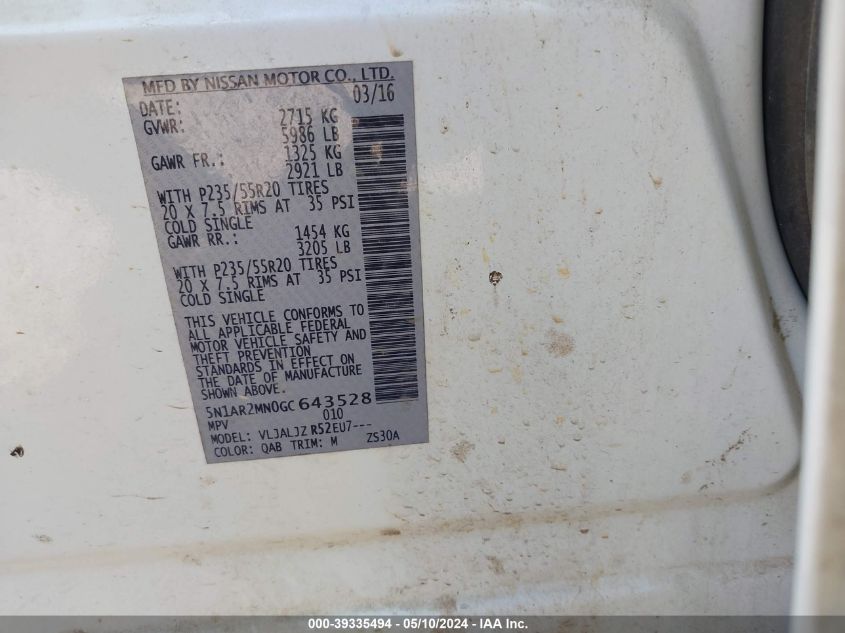 MFD BY NISSAN MOTOR CO., LTD.
DATE: 03/16
GVWR: 2715 KG
5986 LB
GAWR FR.: 1325 KG
2921 LB
WITH P235/55R20 TIRES
20 X 7.5 RIMS AT 35 PSI
COLD SINGLE
GAWR RR.: 1454 KG
3205 LB
WITH P235/55R20 TIRES
20 X 7.5 RIMS AT 35 PSI
COLD SINGLE
THIS VEHICLE CONFORMS TO
ALL APPLICABLE FEDERAL
MOTOR VEHICLE SAFETY AND
THEFT PREVENTION
STANDARDS IN EFFECT ON
THE DATE OF MANUFACTURE
SHOWN ABOVE.
5N1AR2MN0GC 643528
MPV 010
MODEL: VLJALJZ R52EU7---
COLOR: QAB TRIM: M ZS30A
000-39335494 - 05/10/2024 - IAA Inc.